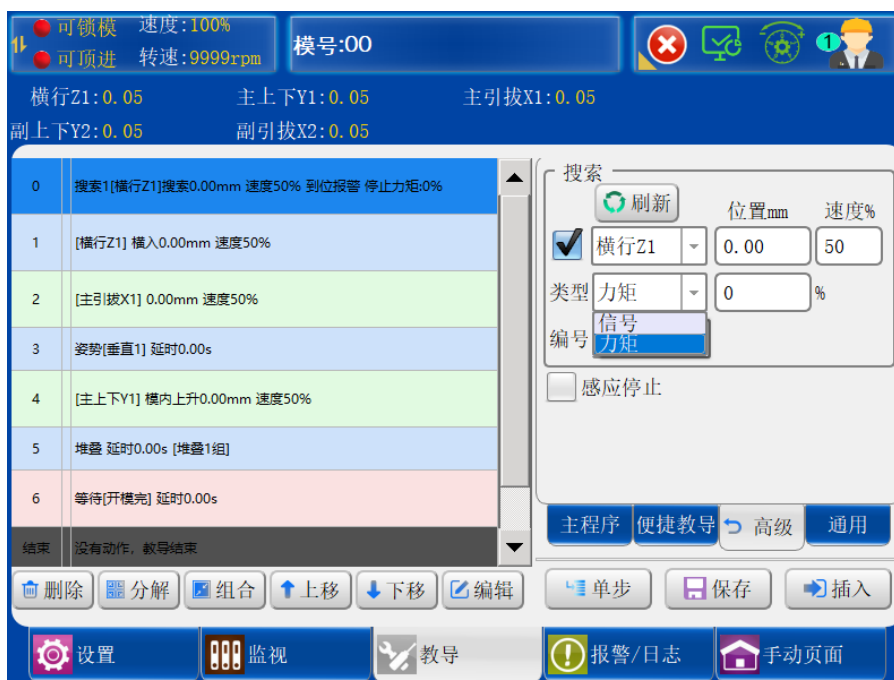 可锁模 速度:100%
可顶进 转速:9999rpm
模号:00
1
横行Z1:0.05 主上下Y1:0.05 主引拔X1:0.05
副上下Y2:0.05 副引拔X2:0.05
0 搜索1[横行Z1]搜索0.00mm 速度50% 到位报警 停止力矩:0%
1 [横行Z1] 横入0.00mm 速度50%
2 [主引拔X1] 0.00mm 速度50%
3 姿势[垂直1] 延时0.00s
4 [主上下Y1] 模内上升0.00mm 速度50%
5 堆叠 延时0.00s [堆叠1组]
6 等待[开模完] 延时0.00s
结束 没有动作，教导结束
搜索
刷新 位置mm 速度%
横行Z1 0.00 50
类型 力矩 0 %
信号
编号 力矩
感应停止
主程序 便捷教导 高级 通用
删除 分解 组合 上移 下移 编辑 单步 保存 插入
设置 监视 教导 报警/日志 手动页面